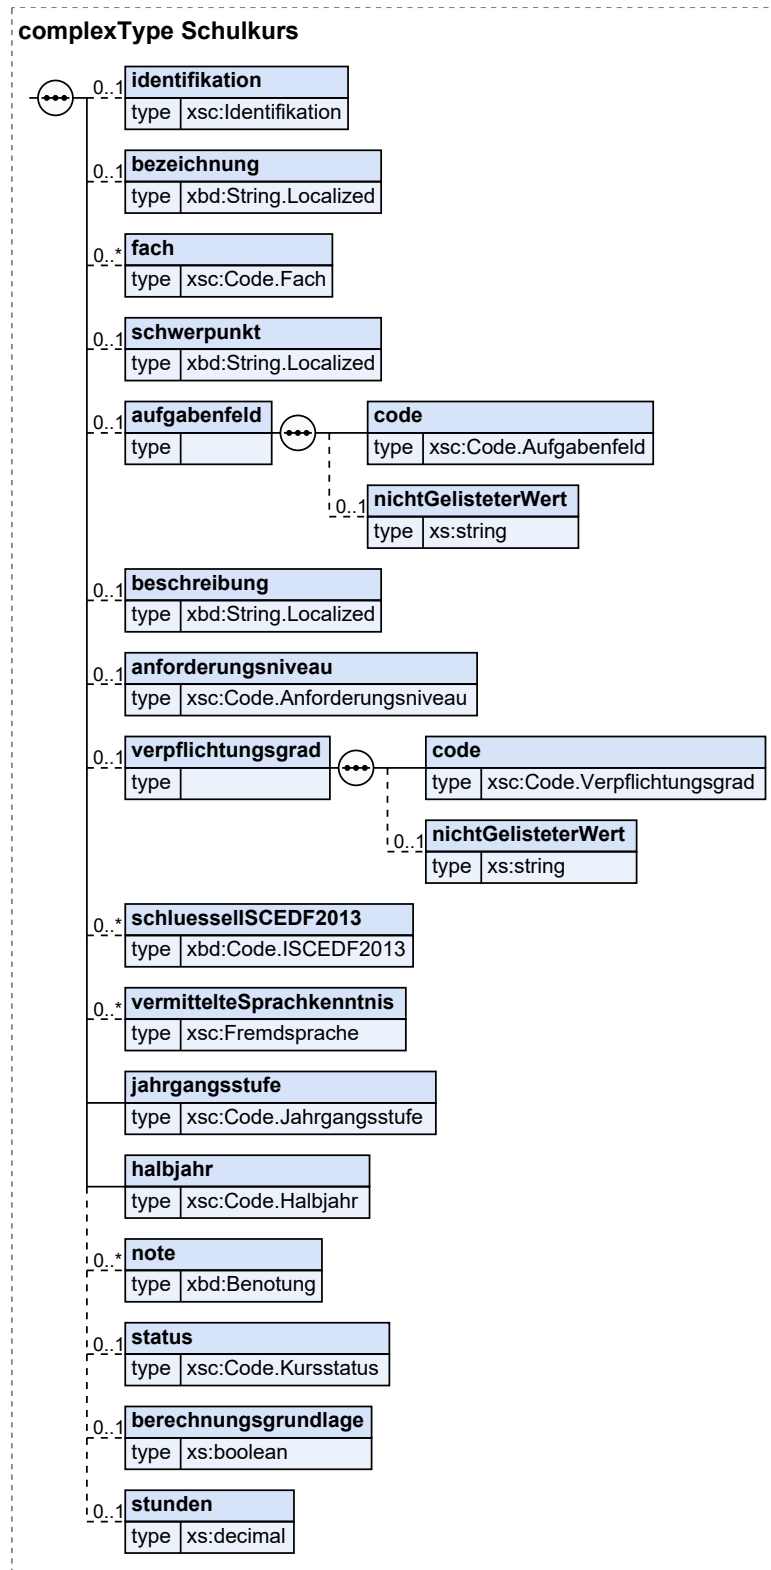 complexType Schulkurs
0..1 identifikation
type xsc:Identifikation
0..1 bezeichnung
type xbd:String.Localized
0..* fach
type xsc:Code.Fach
0..1 schwerpunkt
type xbd:String.Localized
0..1 aufgabenfeld code
type type xsc:Code.Aufgabenfeld
0..1 nichtGelisteterWert
type xs:string
0..1 beschreibung
type xbd:String.Localized
0..1 anforderungsniveau
type xsc:Code.Anforderungsniveau
0..1 verpflichtungsgrad code
type type xsc:Code.Verpflichtungsgrad
0..1 nichtGelisteterWert
type xs:string
0..* schluesselISCEDF2013
type xbd:Code.ISCEDF2013
0..* vermittelteSprachkenntnis
type xsc:Fremdsprache
jahrgangsstufe
type xsc:Code.Jahrgangsstufe
halbjahr
type xsc:Code.Halbjahr
0..* note
type xbd:Benotung
0..1 status
type xsc:Code.Kursstatus
0..1 berechnungsgrundlage
type xs:boolean
0..1 stunden
type xs:decimal